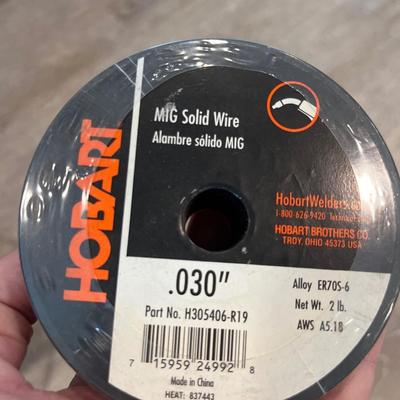 HOBART
MIG Solid Wire
Alambre sólido MIG
HobartWelders.
1-800 626-9420 Technical
HOBART BROTHERS CO.
TROY, OHIO 45373 USA
.030"
Alloy ER70S-6
Part No. H305406-R19
Net Wt. 2 lb.
AWS A5.18
7 15959 24992 8
Made in China
HEAT: 837443